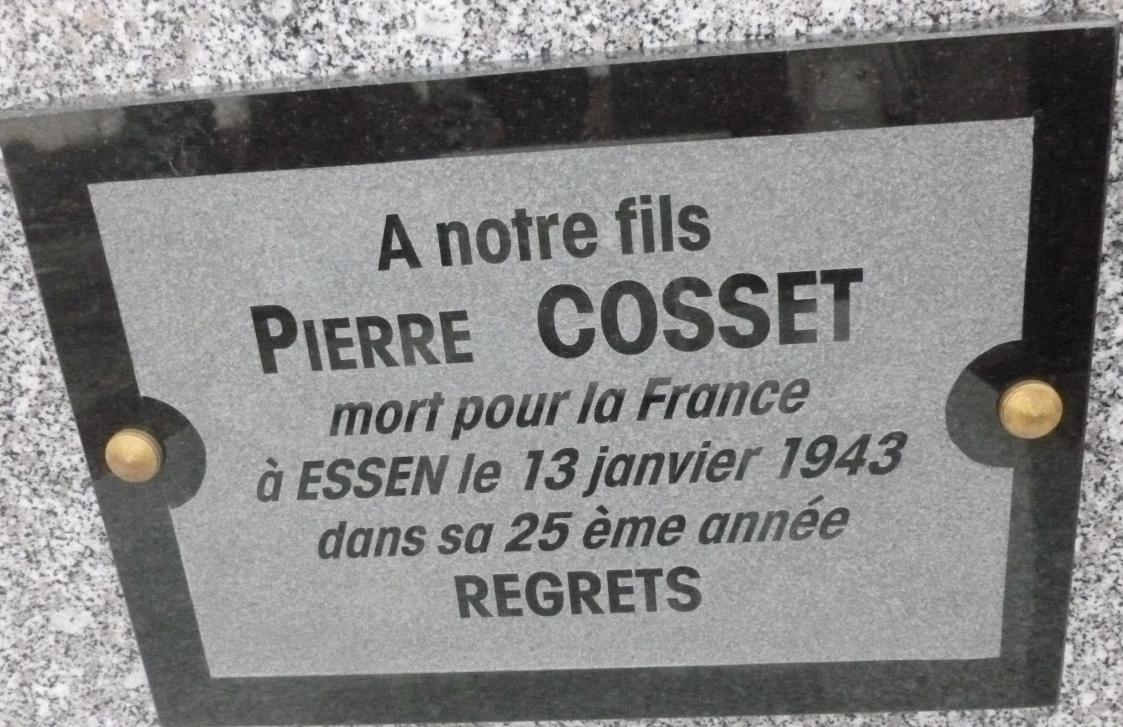 A notre fils
PIERRE COSSET
mort pour la France
à ESSEN le 13 janvier 1943
dans sa 25 ème année
REGRETS